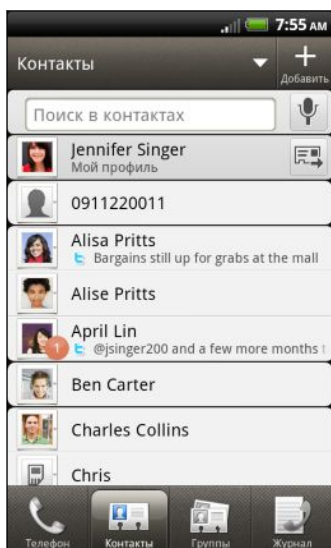 7:55 AM
Контакты
Добавить
Поиск в контактах
Jennifer Singer
Мой профиль
0911220011
Alisa Pritts
Bargains still up for grabs at the mall
Alise Pritts
April Lin
1
@jsinger200 and a few more months t
Ben Carter
Charles Collins
Chris
Телефон
Контакты
Группы
Журнал